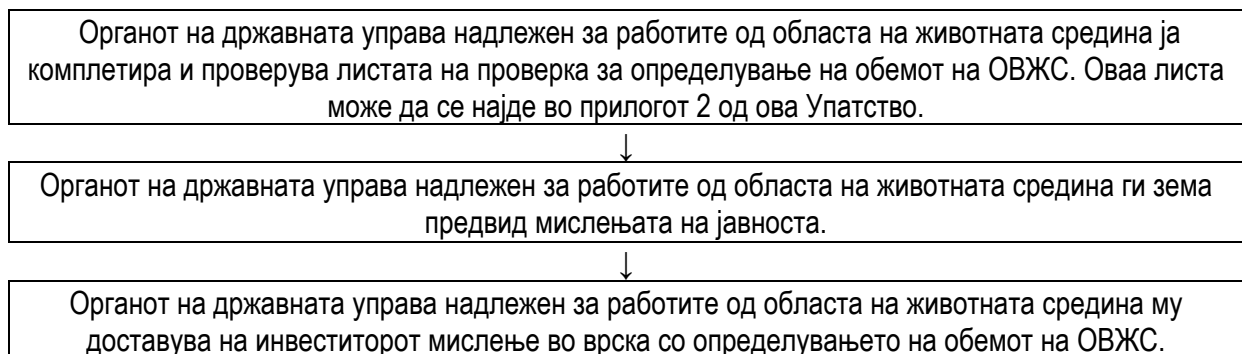 Органот на државната управа надлежен за работите од областа на животната средина ја
комплетира и проверува листата на проверка за определување на обемот на ОВЖС. Оваа листа
може да се најде во прилогот 2 од ова Упатство.
↓
Органот на државната управа надлежен за работите од областа на животната средина ги зема
предвид мислењата на јавноста.
↓
Органот на државната управа надлежен за работите од областа на животната средина му
доставува на инвеститорот мислење во врска со определувањето на обемот на ОВЖС.